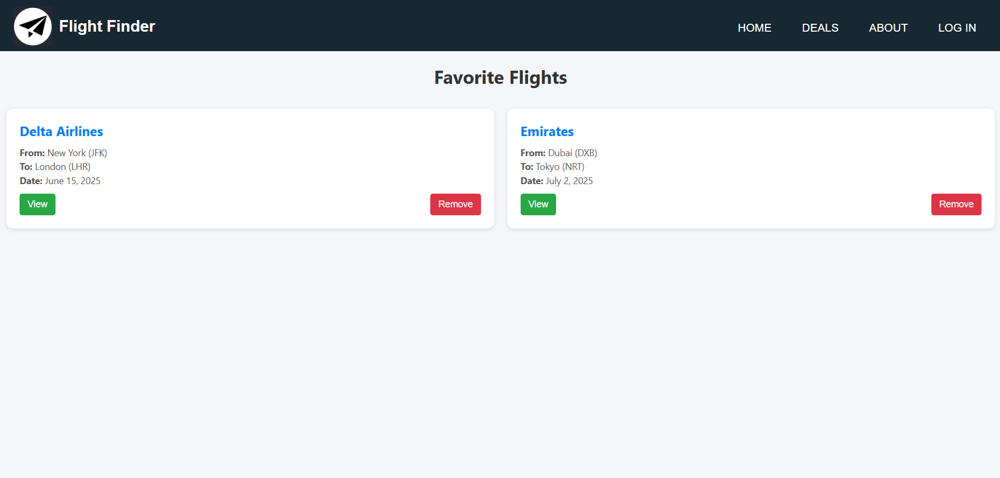 Flight Finder
HOME DEALS ABOUT LOG IN
Favorite Flights
Delta Airlines
From: New York (JFK)
To: London (LHR)
Date: June 15, 2025
View Remove
Emirates
From: Dubai (DXB)
To: Tokyo (NRT)
Date: July 2, 2025
View Remove